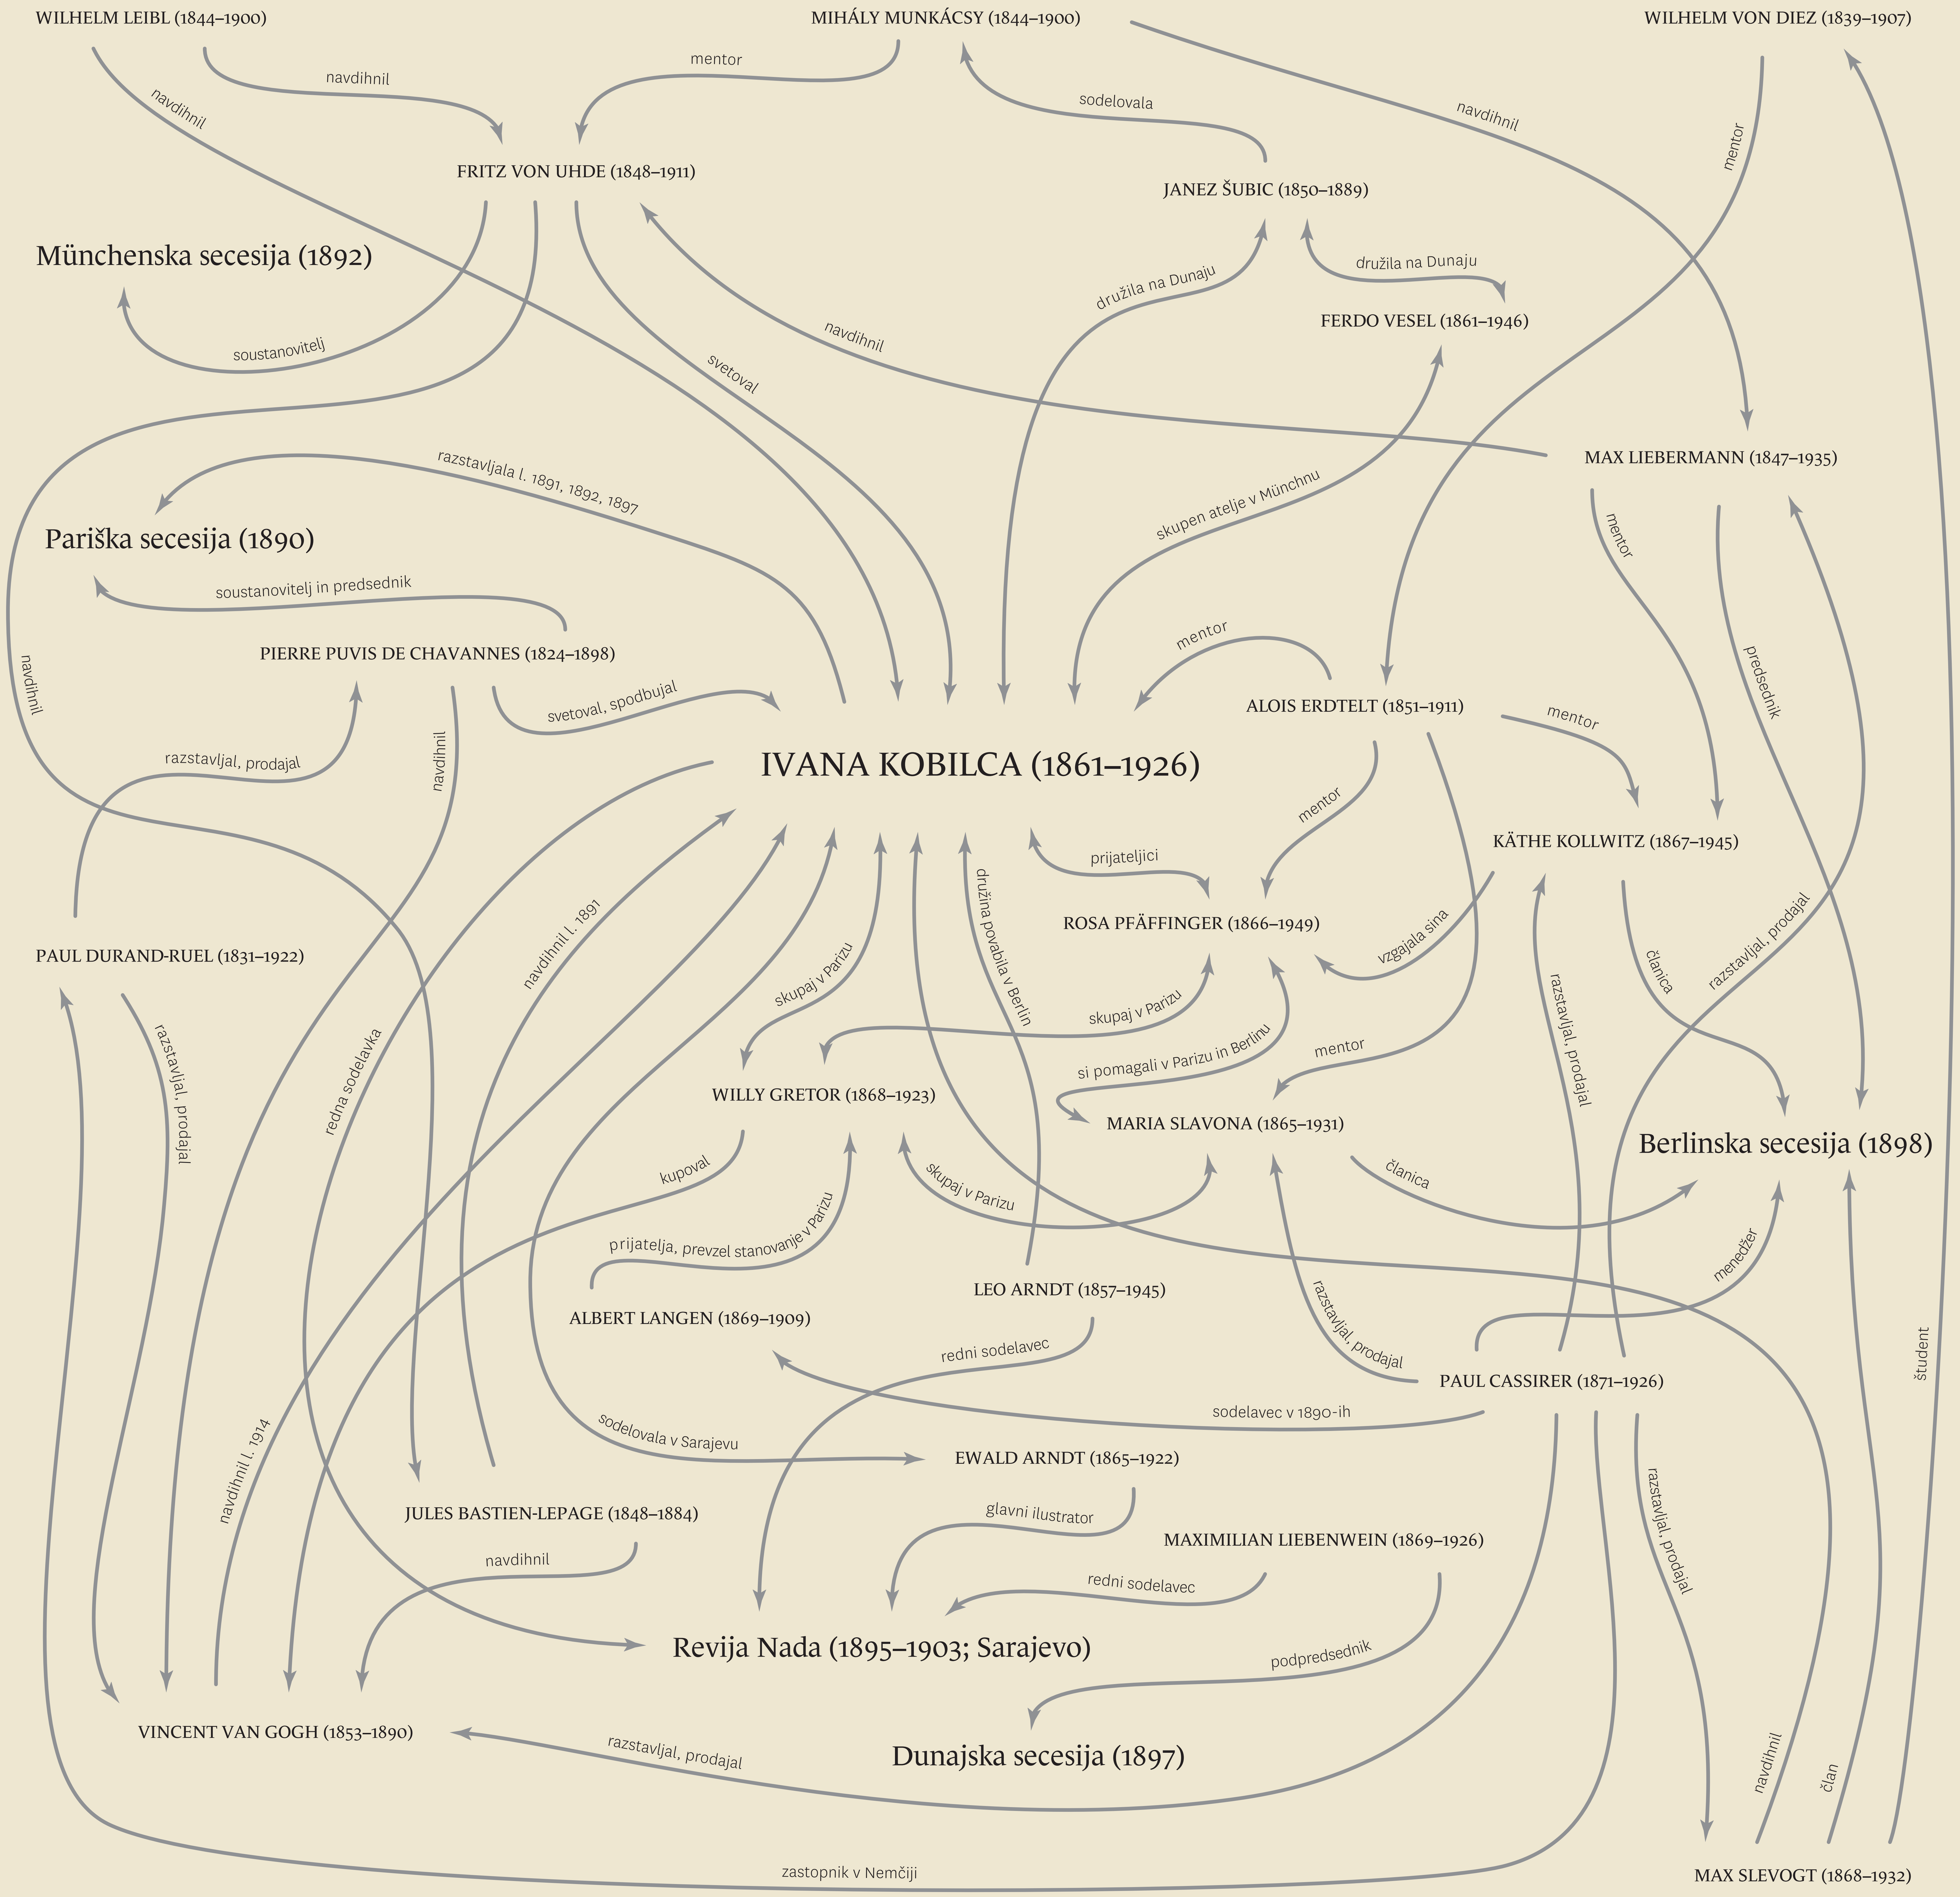 WILHELM LEIBL (1844–1900)
MIHÁLY MUNKÁCSY (1844–1900)
WILHELM VON DIEZ (1839–1907)
navdihnil
navdihnil
mentor
sodelovala
navdihnil
mentor
FRITZ VON UHDE (1848–1911)
JANEZ ŠUBIC (1850–1889)
Münchenska secesija (1892)
družila na Dunaju
družila na Dunaju
FERDO VESEL (1861–1946)
soustanovitelj
svetoval
navdihnil
MAX LIEBERMANN (1847–1935)
razstavljala l. 1891, 1892, 1897
skupen atelje v Münchnu
mentor
Pariška secesija (1890)
soustanovitelj in predsednik
PIERRE PUVIS DE CHAVANNES (1824–1898)
mentor
navdihnil
svetoval, spodbujal
ALOIS ERDTELT (1851–1911)
mentor
predsednik
razstavljal, prodajal
navdihnil
IVANA KOBILCA (1861–1926)
mentor
KÄTHE KOLLWITZ (1867–1945)
prijateljici
navdihnil l. 1891
družina povabila v Berlin
ROSA PFÄFFINGER (1866–1949)
vzgajala sina
članica
razstavljal, prodajal
PAUL DURAND-RUEL (1831–1922)
skupaj v Parizu
skupaj v Parizu
razstavljal, prodajal
redna sodelavka
si pomagali v Parizu in Berlinu
mentor
razstavljal, prodajal
WILLY GRETOR (1868–1923)
MARIA SLAVONA (1865–1931)
Berlinska secesija (1898)
kupoval
skupaj v Parizu
članica
prijatelja, prevzel stanovanje v Parizu
menedžer
LEO ARNDT (1857–1945)
ALBERT LANGEN (1869–1909)
razstavljal, prodajal
redni sodelavec
študent
PAUL CASSIRER (1871–1926)
sodelavec v 1890-ih
navdihnil l. 1914
sodelovala v Sarajevu
EWALD ARNDT (1865–1922)
JULES BASTIEN-LEPAGE (1848–1884)
glavni ilustrator
MAXIMILIAN LIEBENWEIN (1869–1926)
navdihnil
redni sodelavec
razstavljal, prodajal
Revija Nada (1895–1903; Sarajevo)
podpredsednik
VINCENT VAN GOGH (1853–1890)
razstavljal, prodajal
Dunajska secesija (1897)
navdihnil
član
zastopnik v Nemčiji
MAX SLEVOGT (1868–1932)